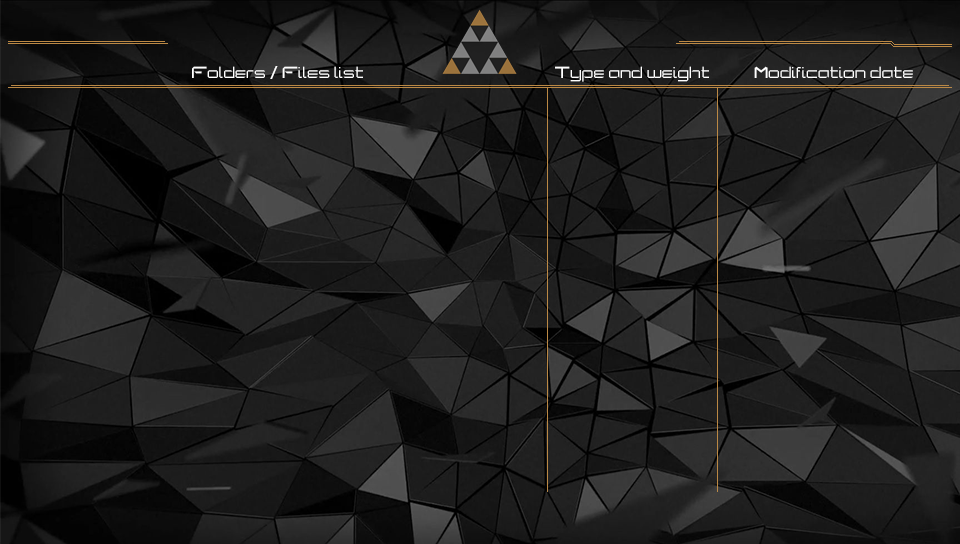 Folders / Files list
Type and weight
Modification date